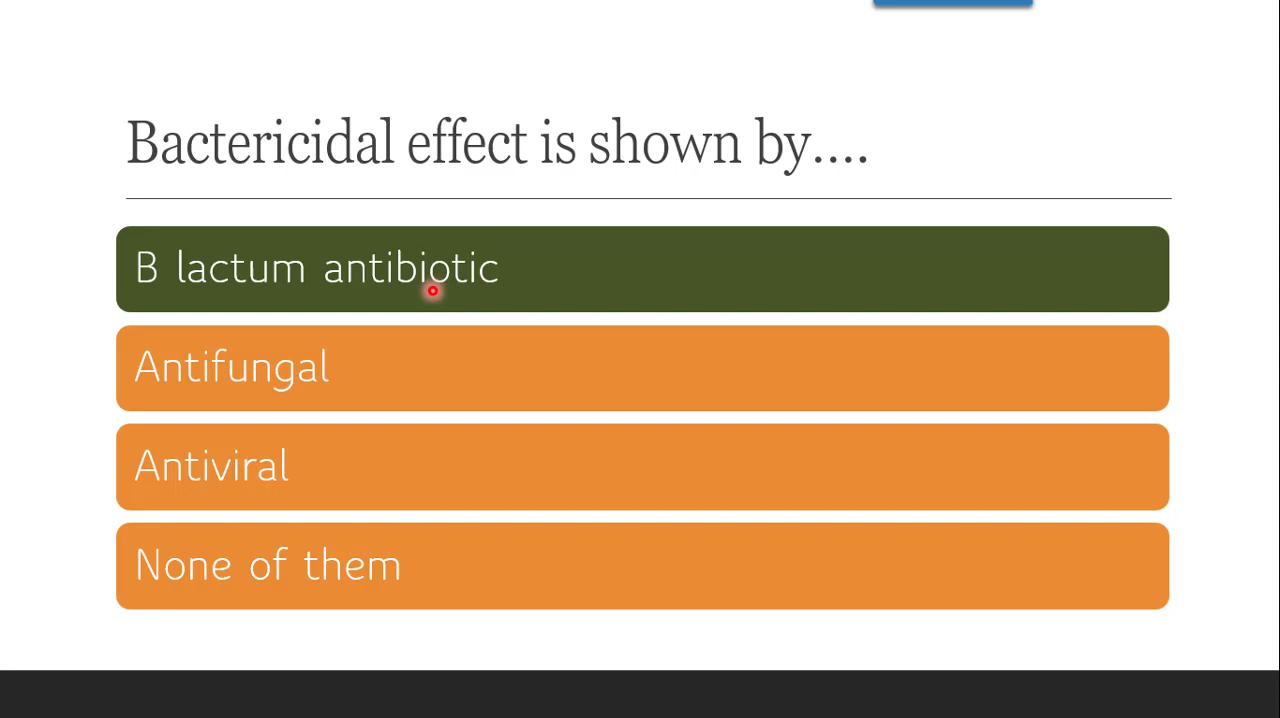 Bactericidal effect is shown by....
B lactum antibiotic
Antifungal
Antiviral
None of them